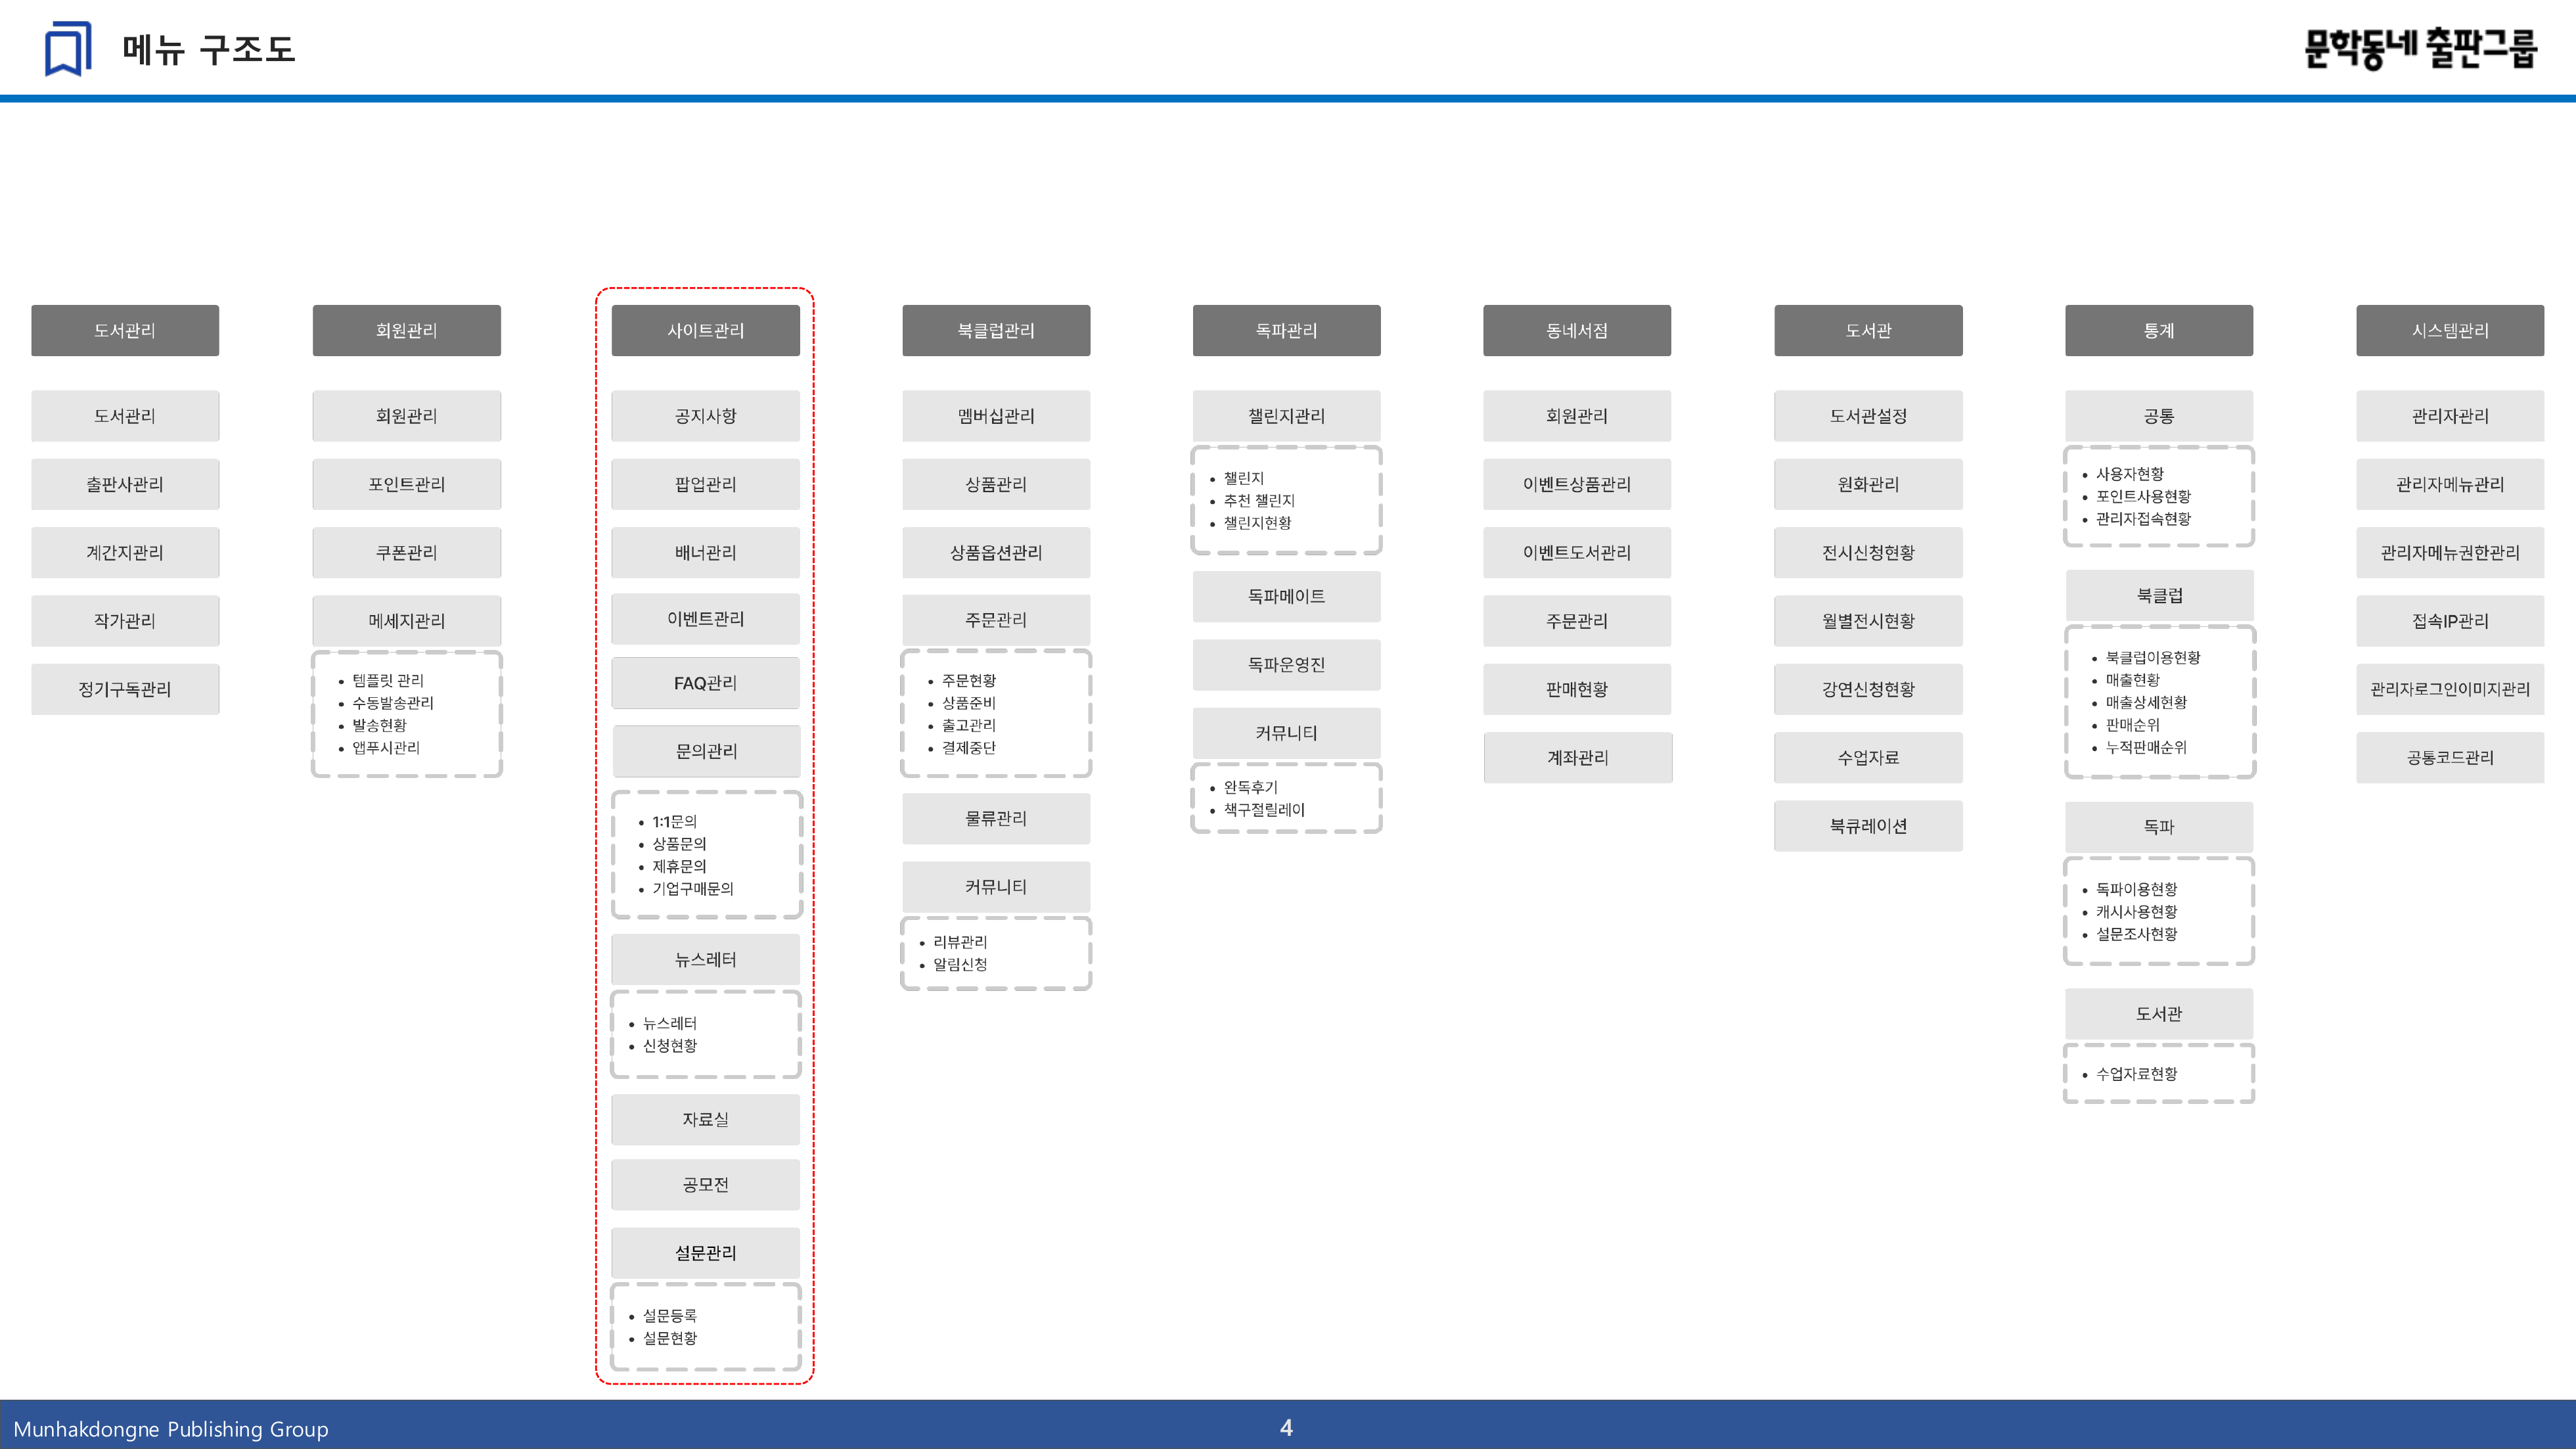 메뉴 구조도
문학동네 출판그룹
도서관리
도서관리
출판사관리
계간지관리
작가관리
정기구독관리
회원관리
회원관리
포인트관리
쿠폰관리
메세지관리
• 템플릿 관리
• 수동발송관리
• 발송현황
• 앱푸시관리
사이트관리
공지사항
팝업관리
배너관리
이벤트관리
FAQ관리
문의관리
• 1:1문의
• 상품문의
• 제휴문의
• 기업구매문의
뉴스레터
• 뉴스레터
• 신청현황
자료실
공모전
설문관리
• 설문등록
• 설문현황
북클럽관리
멤버십관리
상품관리
상품옵션관리
주문관리
• 주문현황
• 상품준비
• 출고관리
• 결제중단
물류관리
커뮤니티
• 리뷰관리
• 알림신청
독파관리
챌린지관리
• 챌린지
• 추천 챌린지
• 챌린지현황
독파메이트
독파운영진
커뮤니티
• 완독후기
• 책구절릴레이
동네서점
회원관리
이벤트상품관리
이벤트도서관리
주문관리
판매현황
계좌관리
도서관
도서관설정
원화관리
전시신청현황
월별전시현황
강연신청현황
수업자료
북큐레이션
통계
공통
• 사용자현황
• 포인트사용현황
• 관리자접속현황
북클럽
• 북클럽이용현황
• 매출현황
• 매출상세현황
• 판매순위
• 누적판매순위
독파
• 독파이용현황
• 캐시사용현황
• 설문조사현황
도서관
• 수업자료현황
시스템관리
관리자관리
관리자메뉴관리
관리자메뉴권한관리
접속IP관리
관리자로그인이미지관리
공통코드관리
Munhakdongne Publishing Group
4